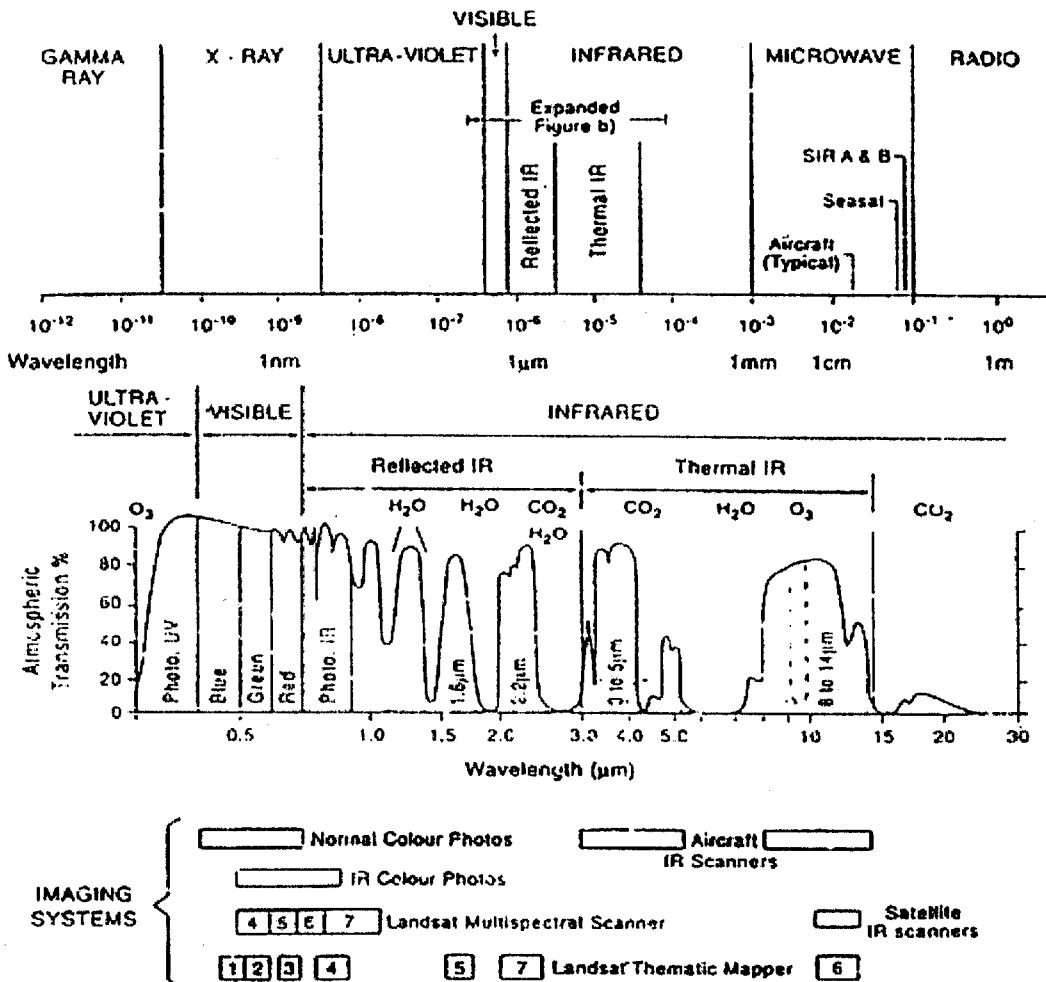 VISIBLE
GAMMA RAY
X - RAY
ULTRA-VIOLET
INFRARED
MICROWAVE
RADIO
Expanded
Figure b)
Reflected IR
Thermal IR
SIR A & B
Seasat
Aircraft
(Typical)
10⁻¹² 10⁻¹¹ 10⁻¹⁰ 10⁻⁹ 10⁻⁸ 10⁻⁷ 10⁻⁶ 10⁻⁵ 10⁻⁴ 10⁻³ 10⁻² 10⁻¹ 10⁰
Wavelength 1nm 1µm 1mm 1cm 1m
ULTRA-
VIOLET
VISIBLE
INFRARED
Reflected IR
Thermal IR
O₃ H₂O H₂O CO₂ H₂O CO₂ H₂O O₃ CO₂
Atmospheric
Transmission %
100
80
60
40
20
0
Photo. UV
Blue
Green
Red
Photo. IR
1.6µm
2.2µm
3 to 5µm
8 to 14µm
0.5 1.0 1.5 2.0 3.0 4.0 5.0 10 15 20 30
Wavelength (µm)
IMAGING
SYSTEMS
Normal Colour Photos
Aircraft
IR Scanners
IR Colour Photos
4 5 6 7 Landsat Multispectral Scanner
Satellite
IR scanners
1 2 3 4 5 7 Landsat Thematic Mapper 6